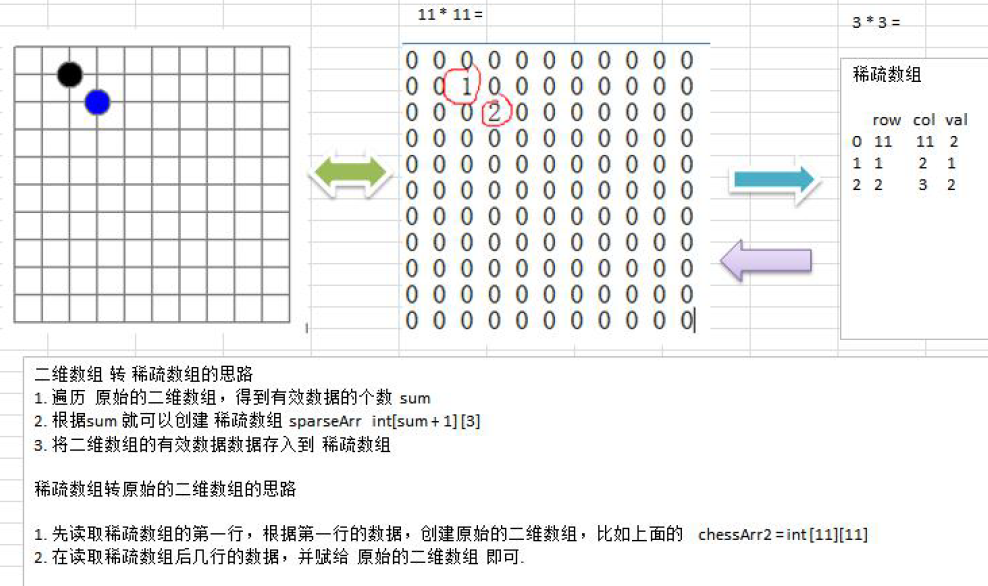 11 * 11 =
3 * 3 =
0 0 0 0 0 0 0 0 0 0 0
0 0 1 0 0 0 0 0 0 0 0
0 0 0 2 0 0 0 0 0 0 0
0 0 0 0 0 0 0 0 0 0 0
0 0 0 0 0 0 0 0 0 0 0
0 0 0 0 0 0 0 0 0 0 0
0 0 0 0 0 0 0 0 0 0 0
0 0 0 0 0 0 0 0 0 0 0
0 0 0 0 0 0 0 0 0 0 0
0 0 0 0 0 0 0 0 0 0 0
0 0 0 0 0 0 0 0 0 0 0
稀疏数组
row col val
0 11 11 2
1 1 2 1
2 2 3 2
二维数组 转 稀疏数组的思路
1. 遍历 原始的二维数组，得到有效数据的个数 sum
2. 根据sum 就可以创建 稀疏数组 sparseArr int[sum + 1] [3]
3. 将二维数组的有效数据数据存入到 稀疏数组
稀疏数组转原始的二维数组的思路
1. 先读取稀疏数组的第一行，根据第一行的数据，创建原始的二维数组，比如上面的 chessArr2 = int [11][11]
2. 在读取稀疏数组后几行的数据，并赋给 原始的二维数组 即可.